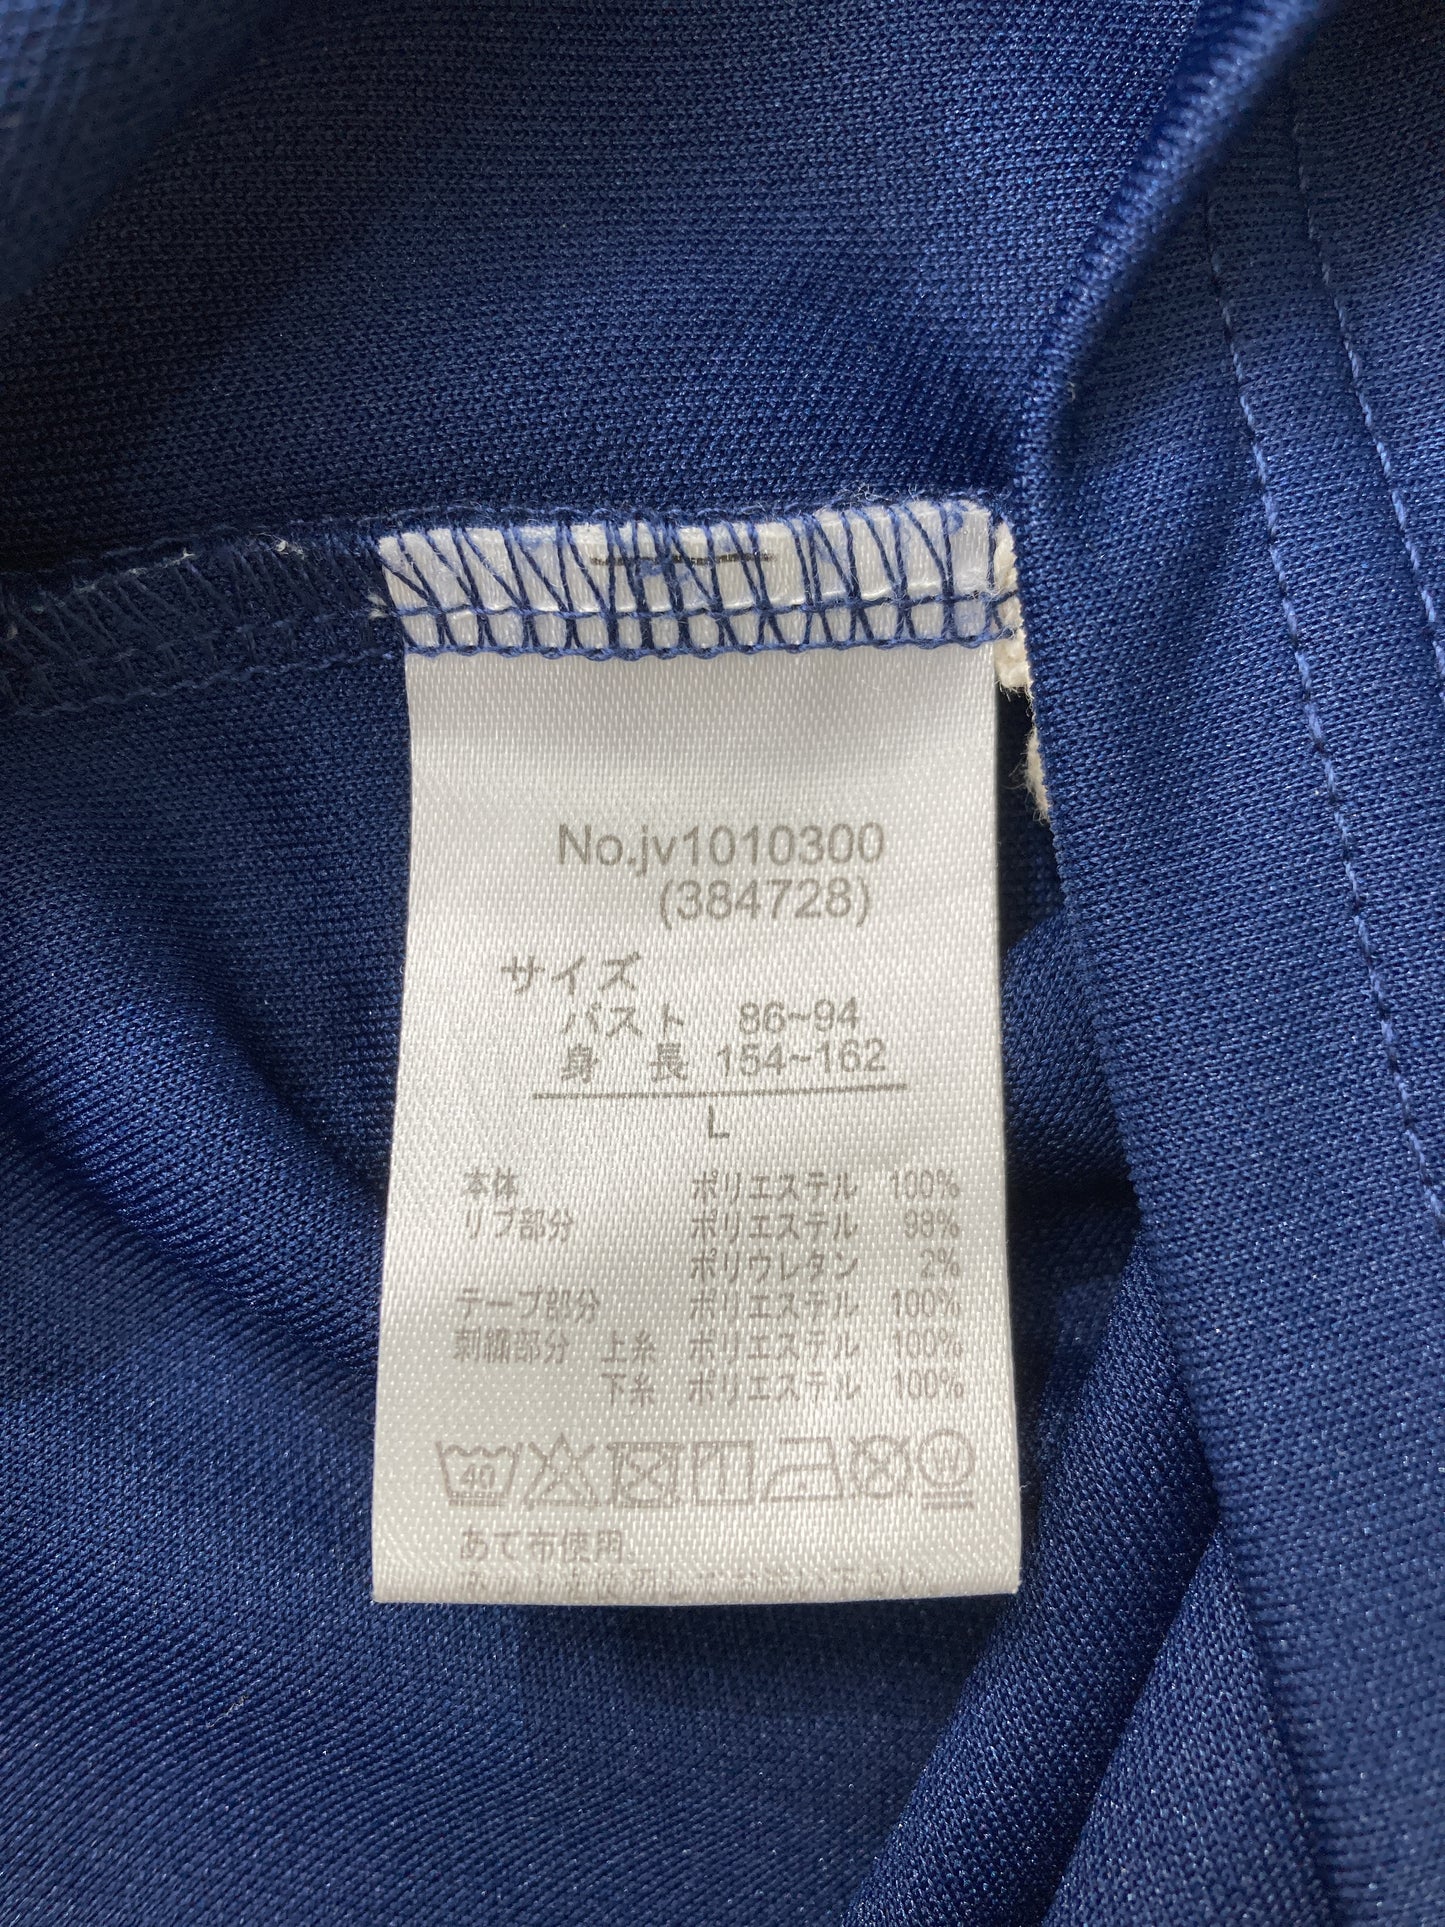 No.jv1010300
(384728)
サイズ
バスト 86~94
身 長 154~162
L
本体 ポリエステル 100%
リブ部分 ポリエステル 98%
ポリウレタン 2%
テープ部分 ポリエステル 100%
刺繍部分 上糸 ポリエステル 100%
下糸 ポリエステル 100%
40
あて布使用